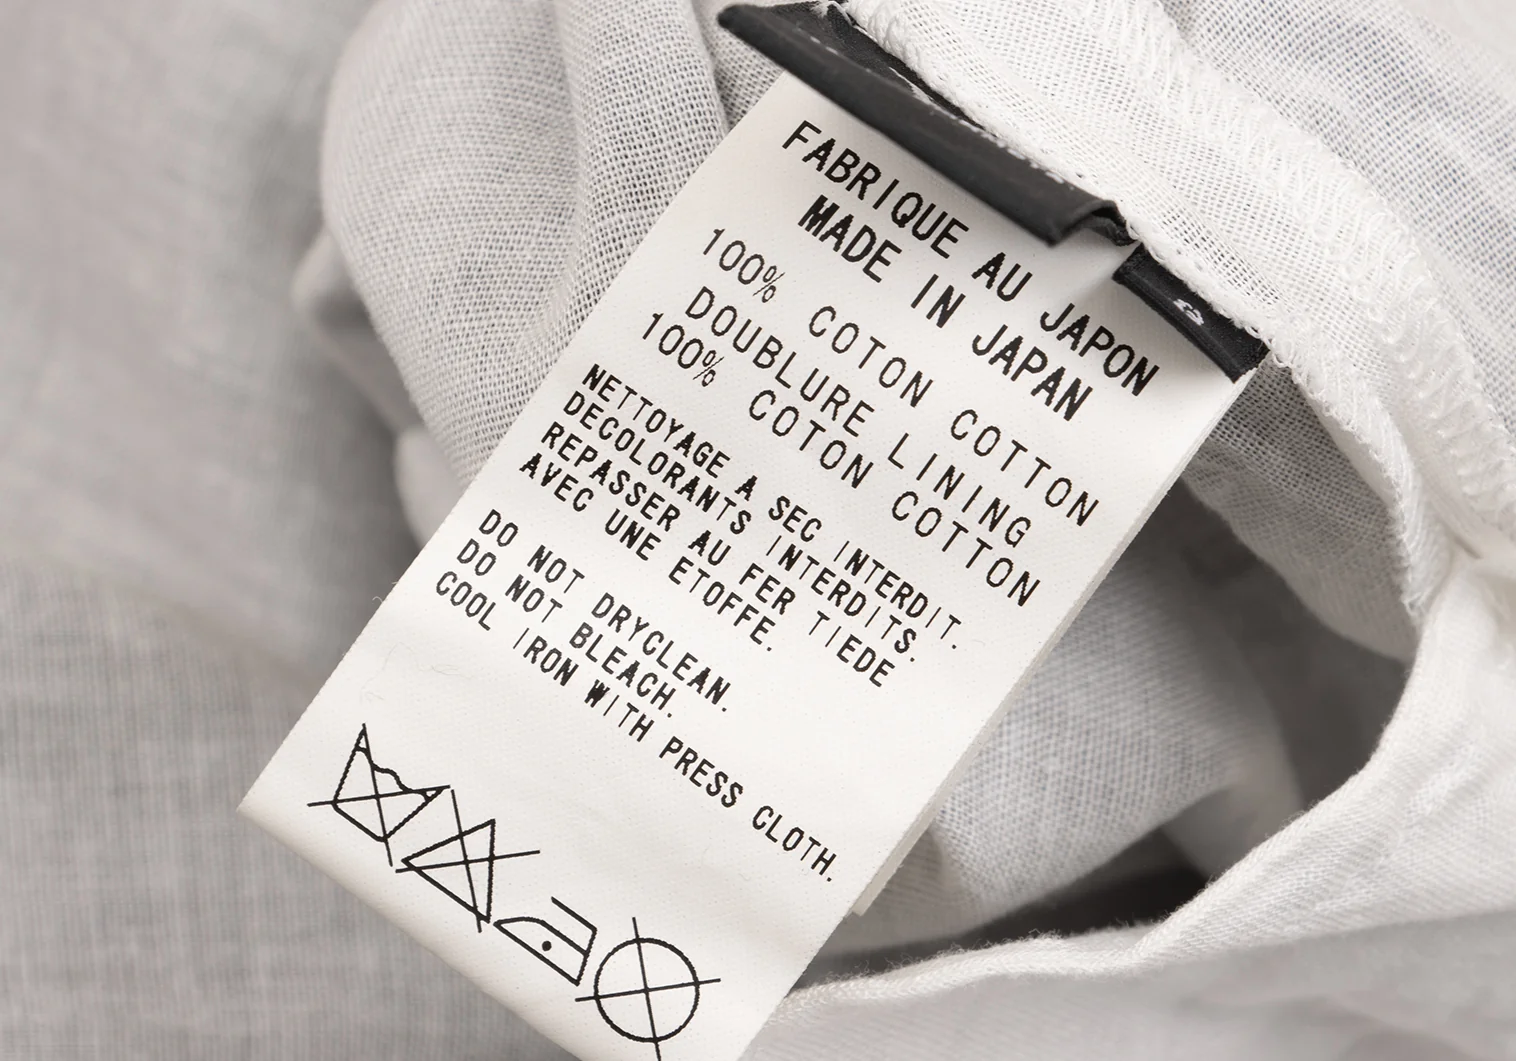 FABRIQUE AU JAPON
MADE IN JAPAN
100% COTON COTTON
DOUBLURE LINING
100% COTON COTTON
NETTOYAGE A SEC INTERDIT.
DECOLORANTS INTERDITS.
REPASSER AU FER TIEDE
AVEC UNE ETOFFE.
DO NOT DRYCLEAN.
DO NOT BLEACH.
COOL IRON WITH PRESS CLOTH.